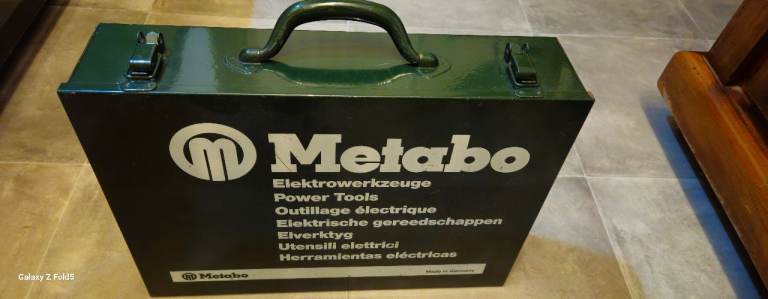 Metabo
Elektrowerkzeuge
Power Tools
Outillage électrique
Elektrische gereedschappen
Elverktyg
Utensili elettrici
Herramientas eléctricas
Metabo Made in Germany
Galaxy Z Fold5